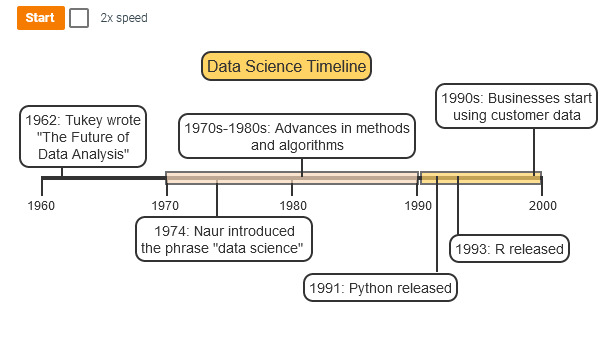 Start
2x speed
Data Science Timeline
1962: Tukey wrote
"The Future of
Data Analysis"
1970s-1980s: Advances in methods
and algorithms
1990s: Businesses start
using customer data
1960
1970
1980
1990
2000
1974: Naur introduced
the phrase "data science"
1993: R released
1991: Python released